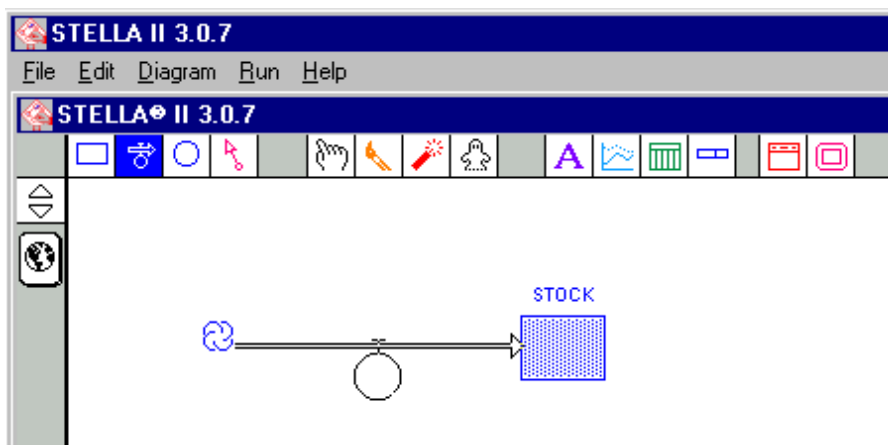 STELLA II 3.0.7
File Edit Diagram Run Help
STELLA® II 3.0.7
A
STOCK